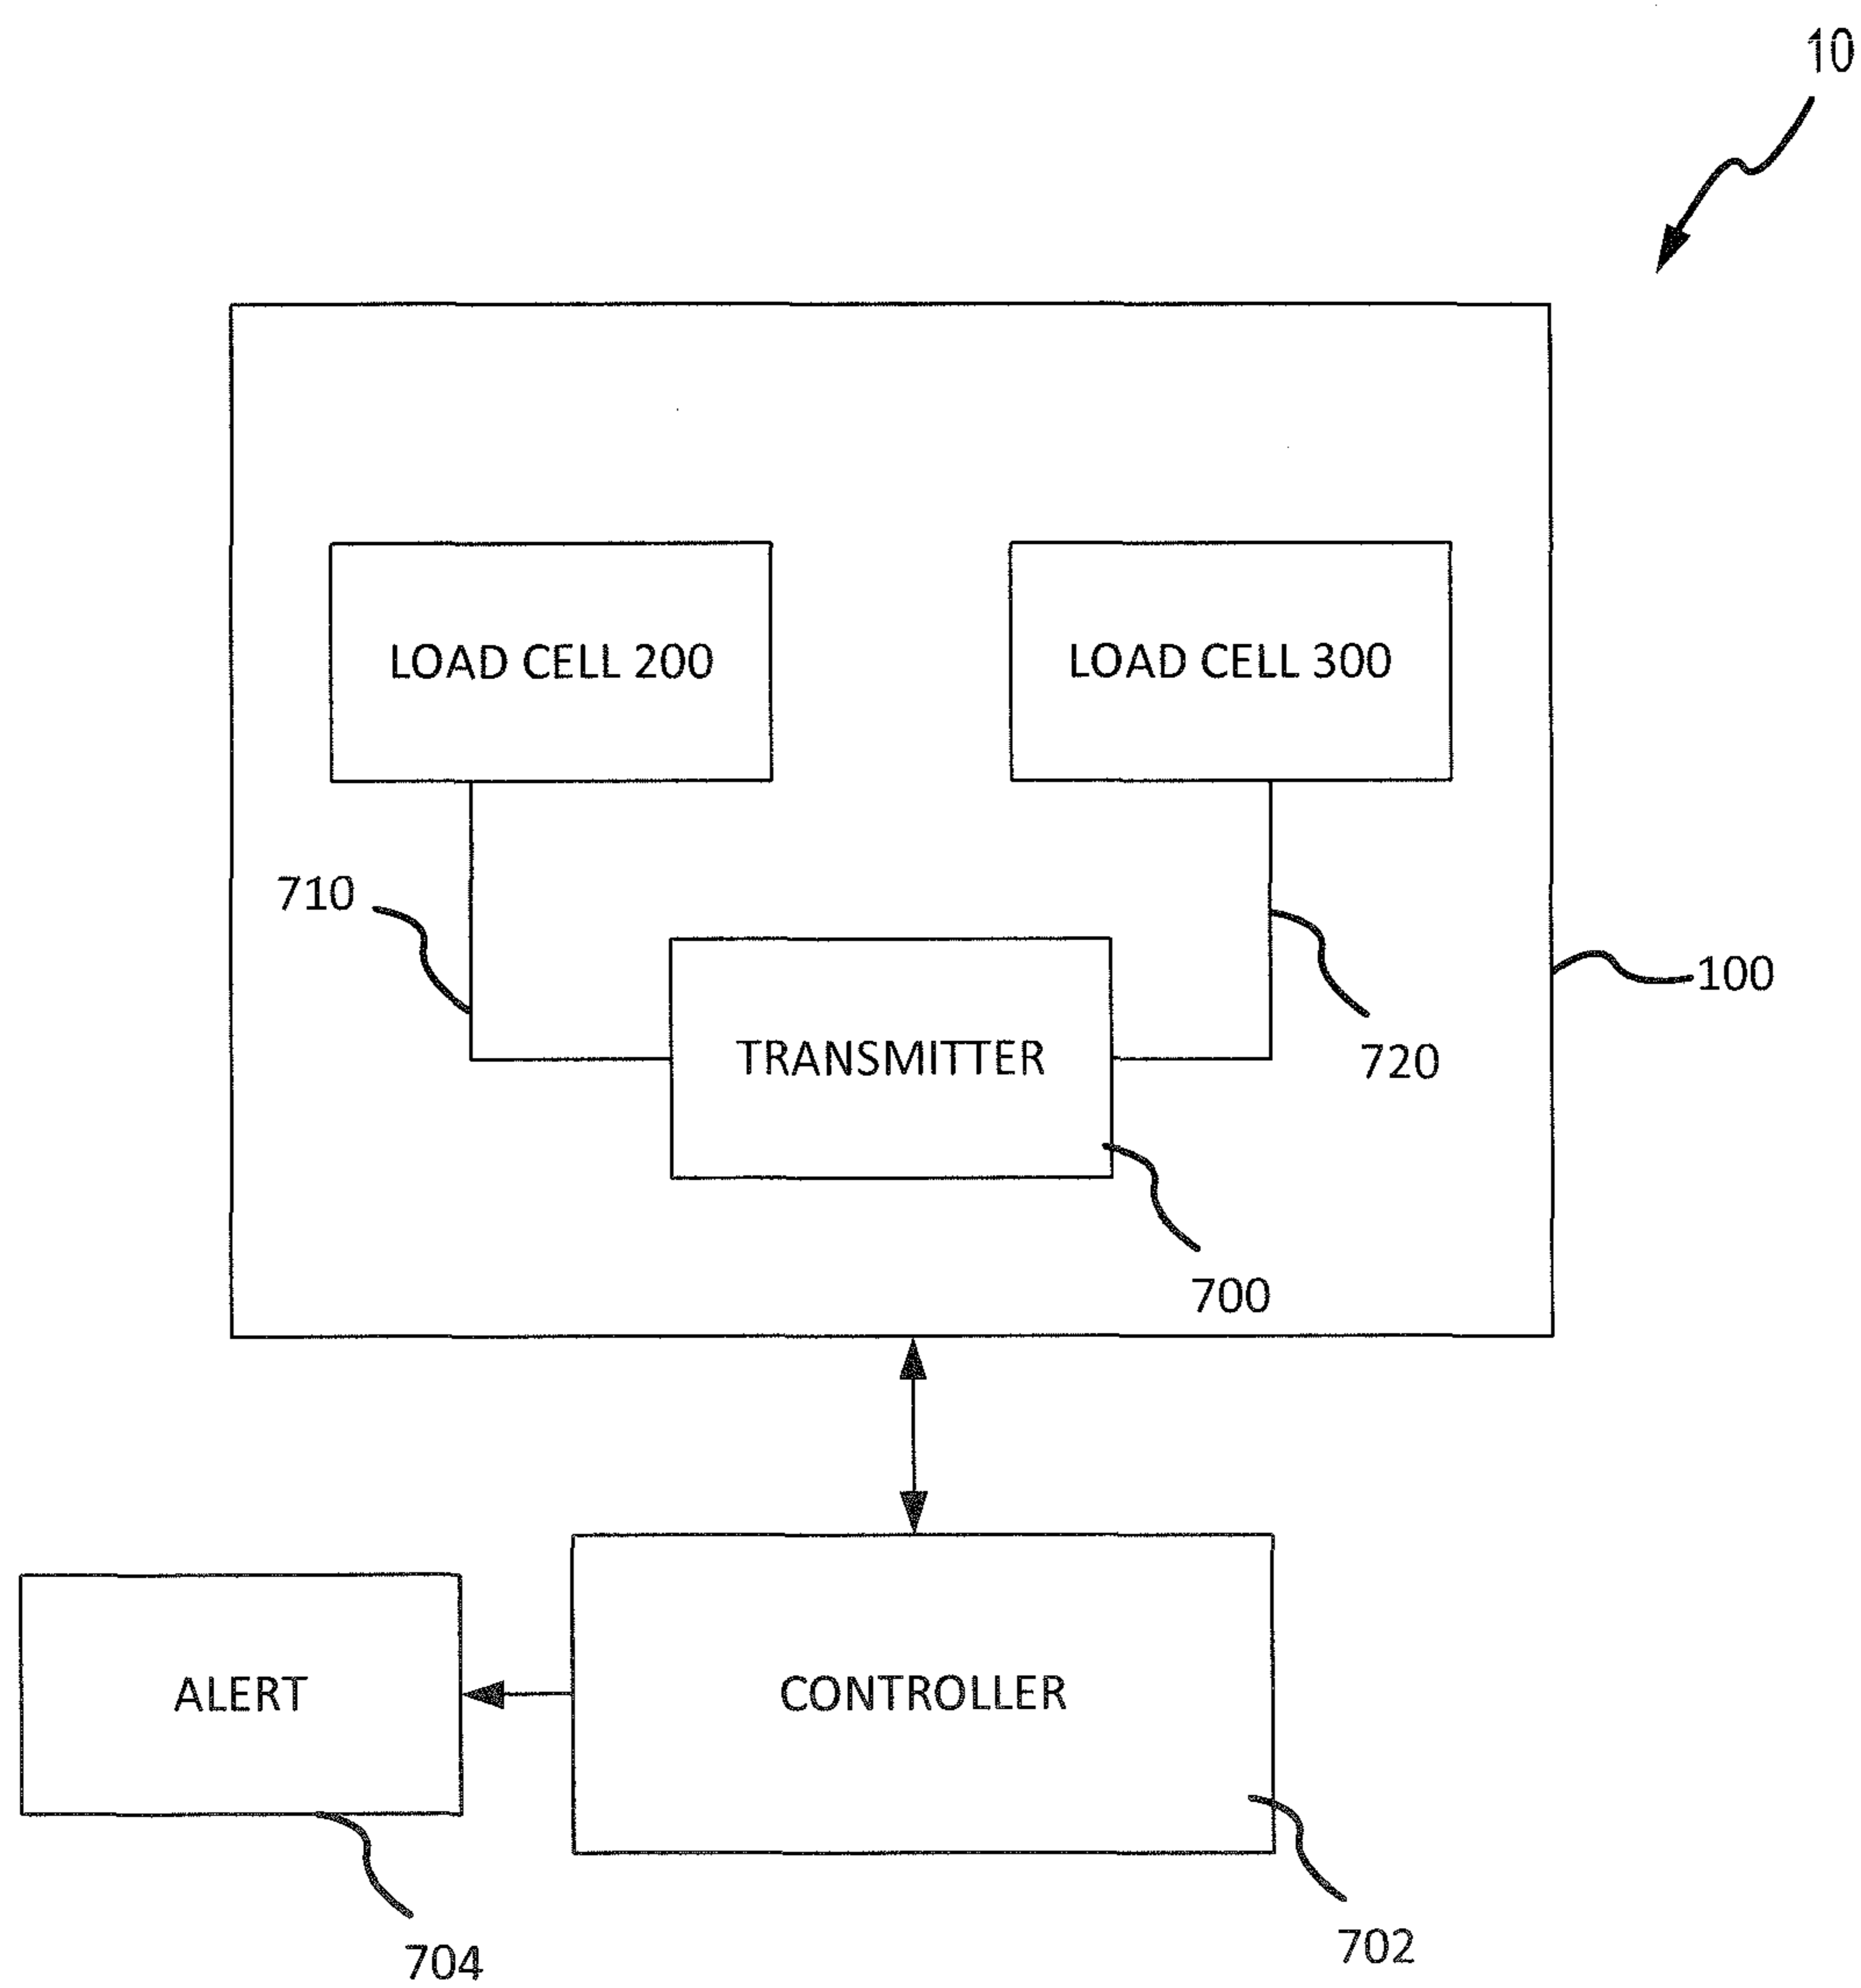 10
LOAD CELL 200
LOAD CELL 300
710
100
TRANSMITTER
720
700
ALERT
CONTROLLER
704
702